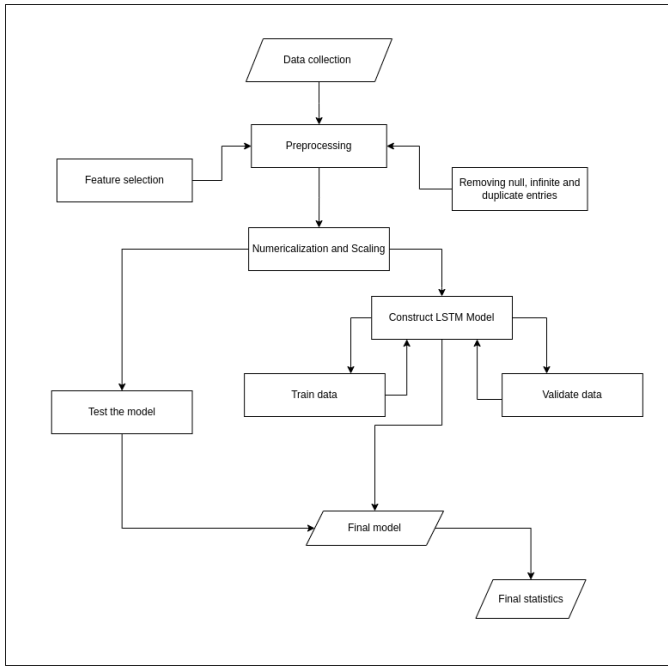 Data collection
Preprocessing
Feature selection
Removing null, infinite and
duplicate entries
Numericalization and Scaling
Construct LSTM Model
Train data
Validate data
Test the model
Final model
Final statistics